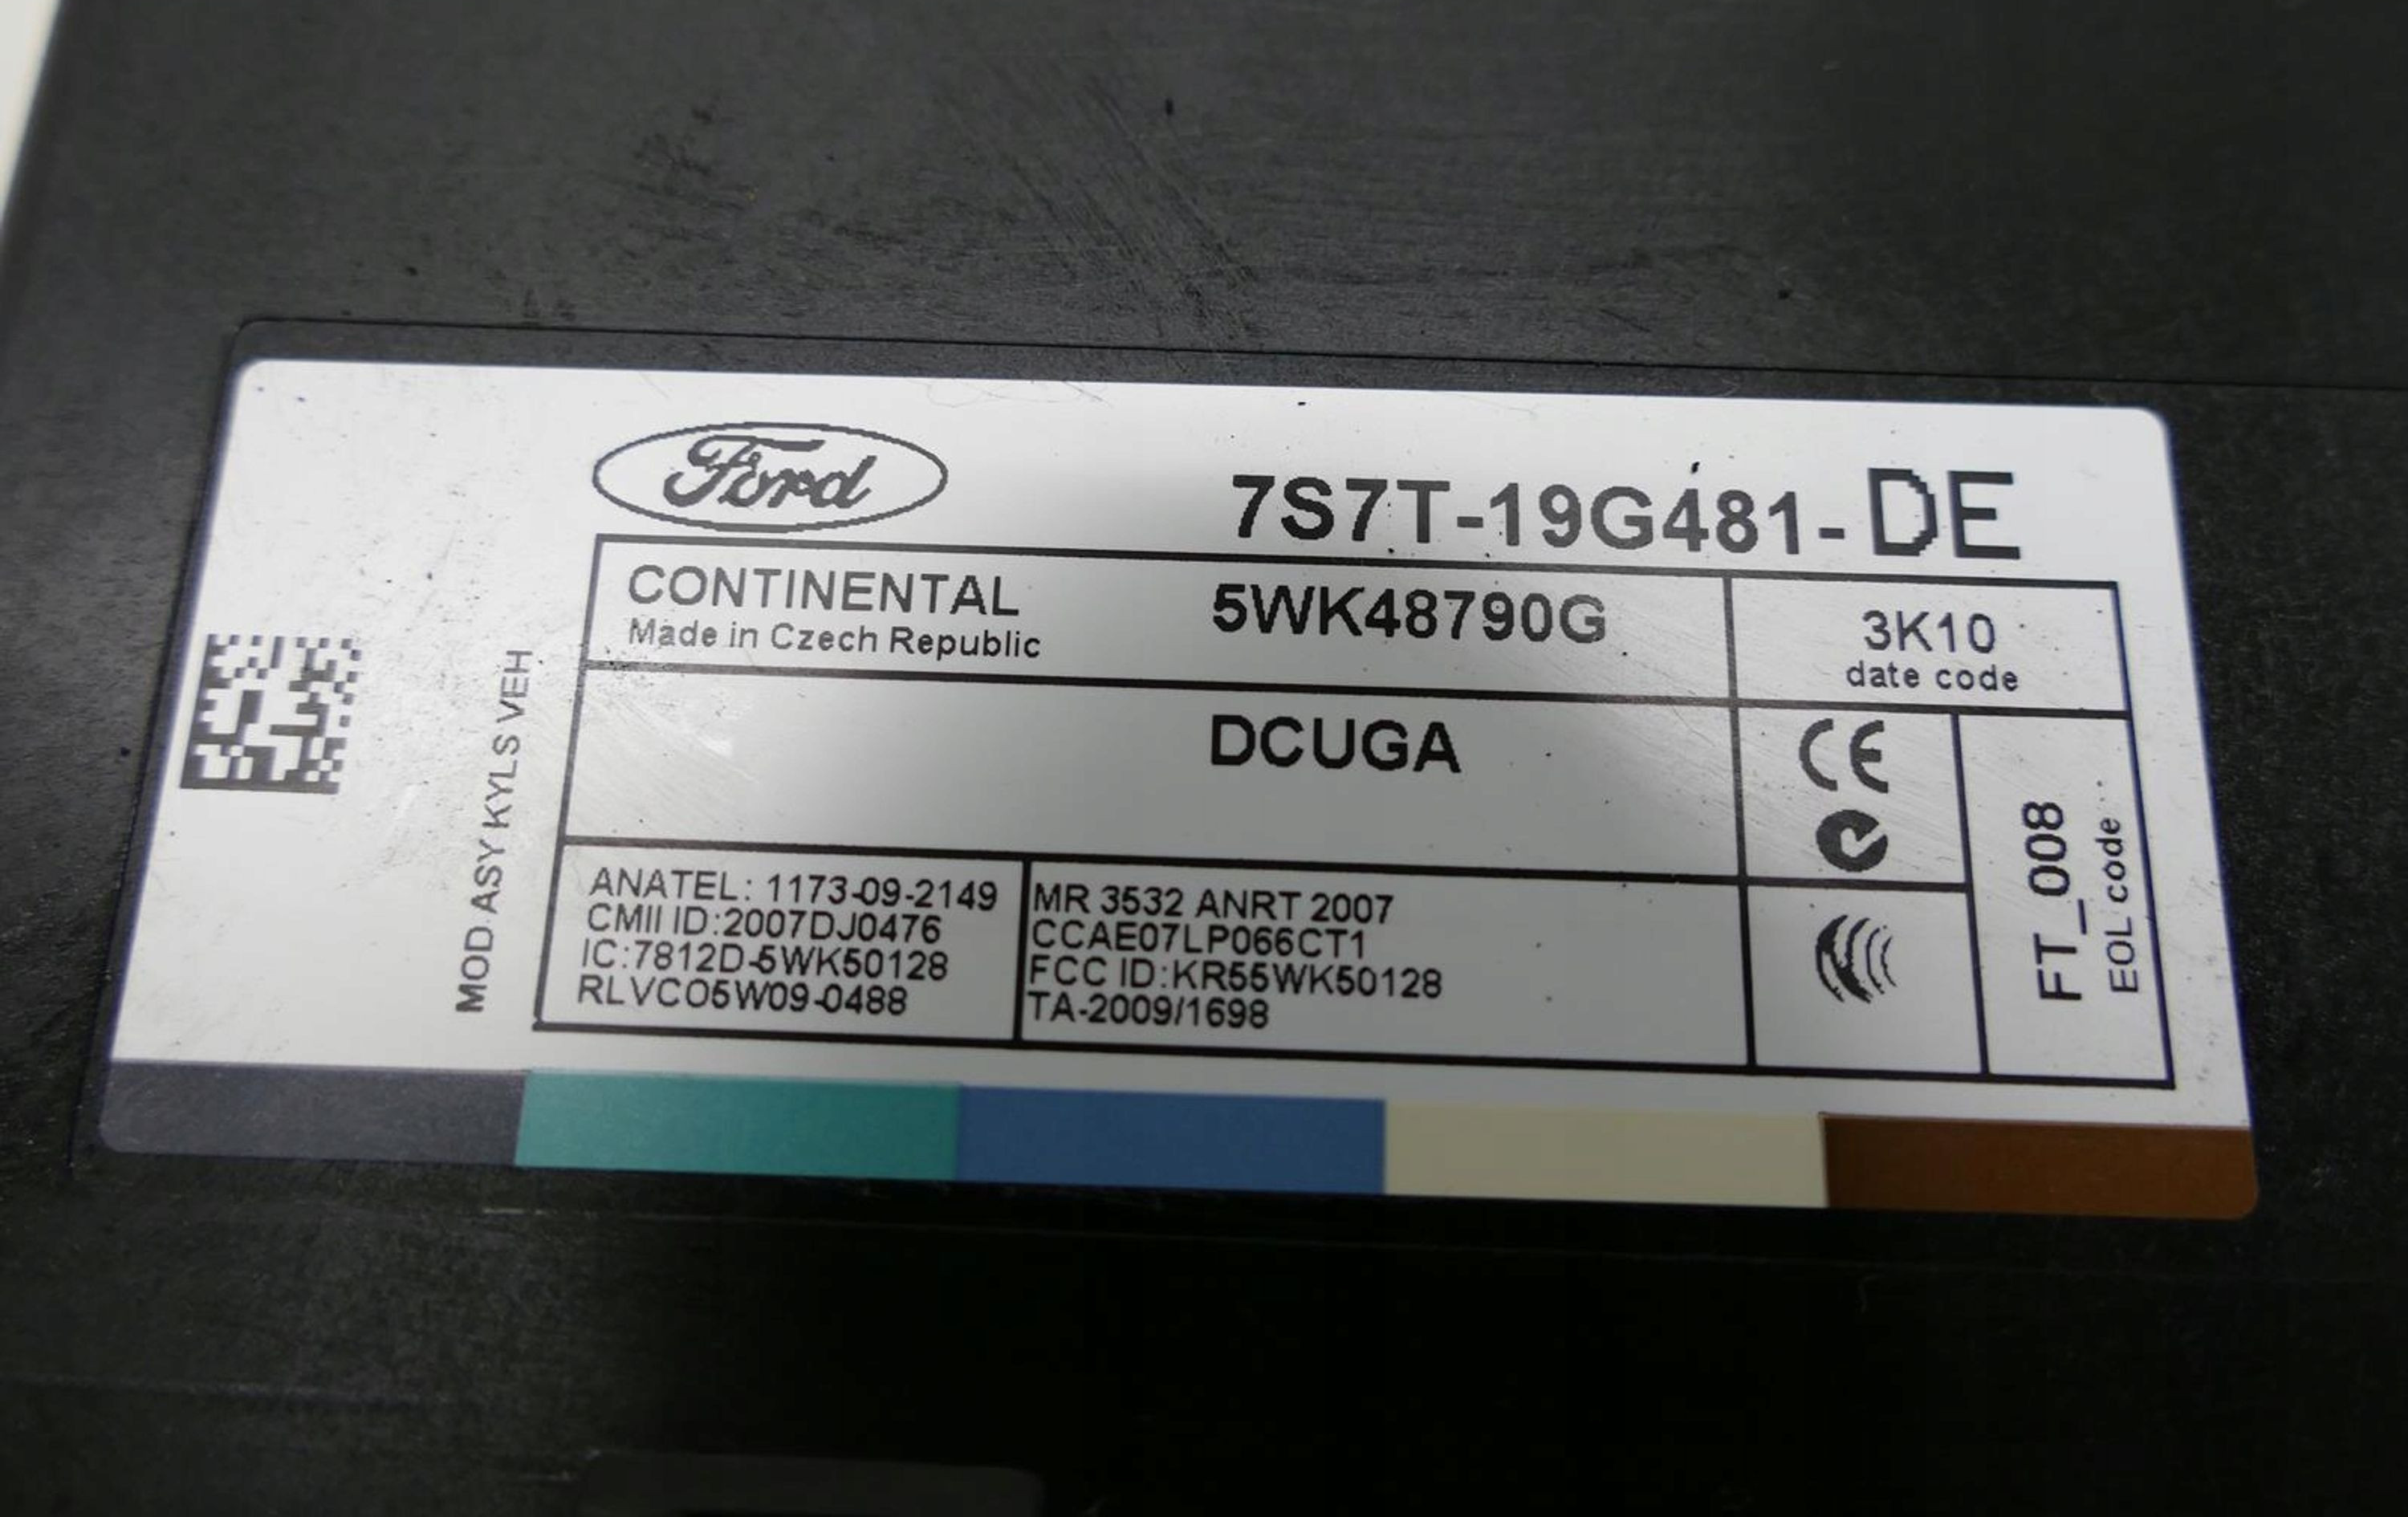 Ford
7S7T-19G481-DE
CONTINENTAL
Made in Czech Republic
5WK48790G
3K10
date code
DCUGA
CE
MOD.ASY KYLS VEH
FT_008
EOL code
ANATEL: 1173-09-2149
CMII ID:2007DJ0476
IC:7812D-5WK50128
RLVCO5W09-0488
MR 3532 ANRT 2007
CCAE07LP066CT1
FCC ID:KR55WK50128
TA-2009/1698